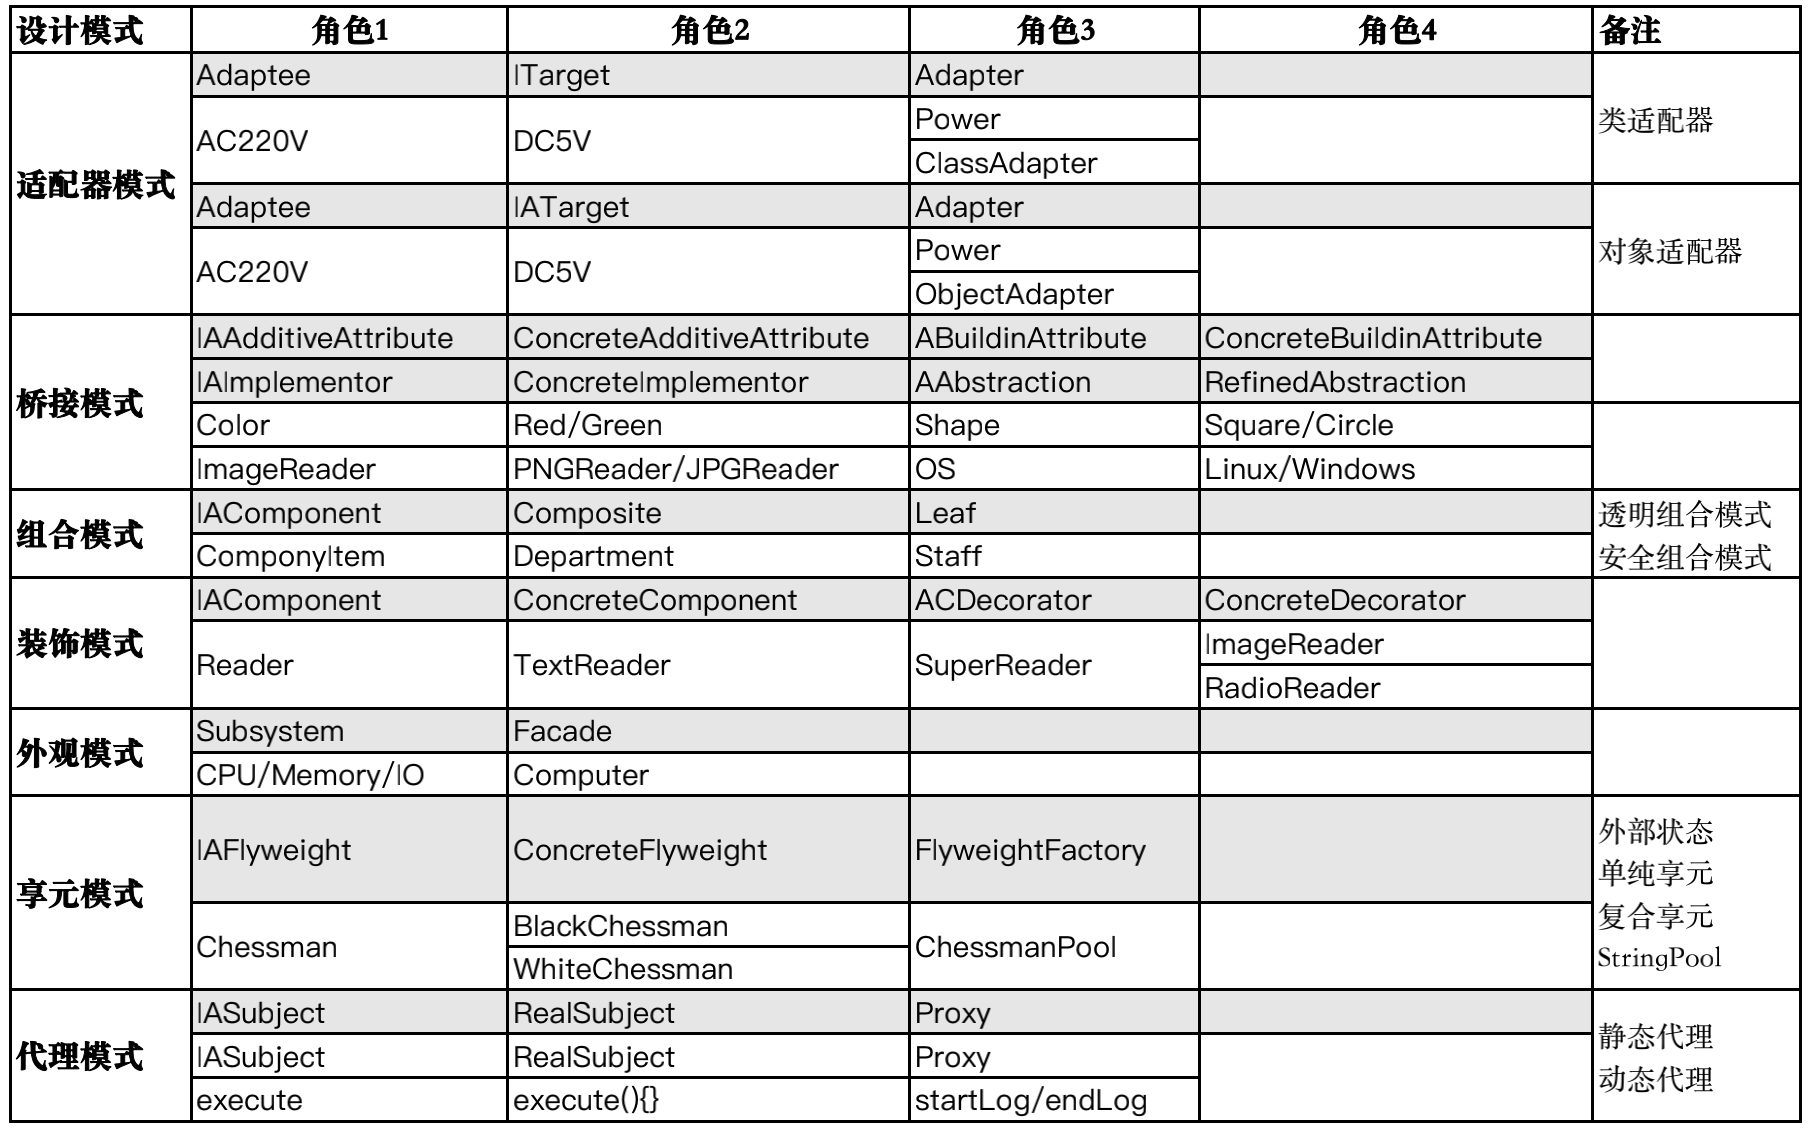 设计模式 角色1 角色2 角色3 角色4 备注
适配器模式
Adaptee ITarget Adapter
类适配器
AC220V DC5V
Power
ClassAdapter
Adaptee IATarget Adapter
对象适配器
AC220V DC5V
Power
ObjectAdapter
桥接模式
IAAdditiveAttribute ConcreteAdditiveAttribute ABuildinAttribute ConcreteBuildinAttribute
IAImplementor ConcreteImplementor AAbstraction RefinedAbstraction
Color Red/Green Shape Square/Circle
ImageReader PNGReader/JPGReader OS Linux/Windows
组合模式
IAComponent Composite Leaf
透明组合模式
ComponyItem Department Staff
安全组合模式
装饰模式
IAComponent ConcreteComponent ACDecorator ConcreteDecorator
Reader TextReader SuperReader
ImageReader
RadioReader
外观模式
Subsystem Facade
CPU/Memory/IO Computer
享元模式
IAFlyweight ConcreteFlyweight FlyweightFactory
外部状态
单纯享元
复合享元
StringPool
Chessman
BlackChessman
WhiteChessman
ChessmanPool
代理模式
IASubject RealSubject Proxy
IASubject RealSubject Proxy
execute execute(){} startLog/endLog
静态代理
动态代理